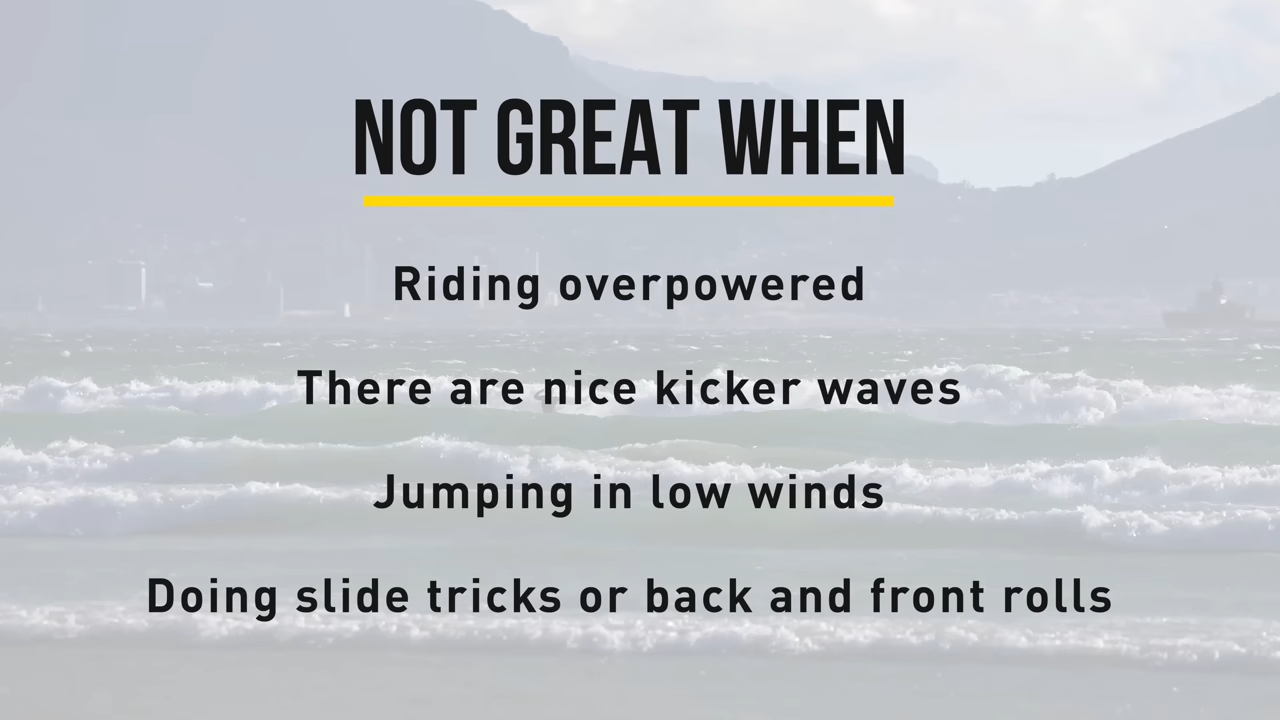 NOT GREAT WHEN
Riding overpowered
There are nice kicker waves
Jumping in low winds
Doing slide tricks or back and front rolls